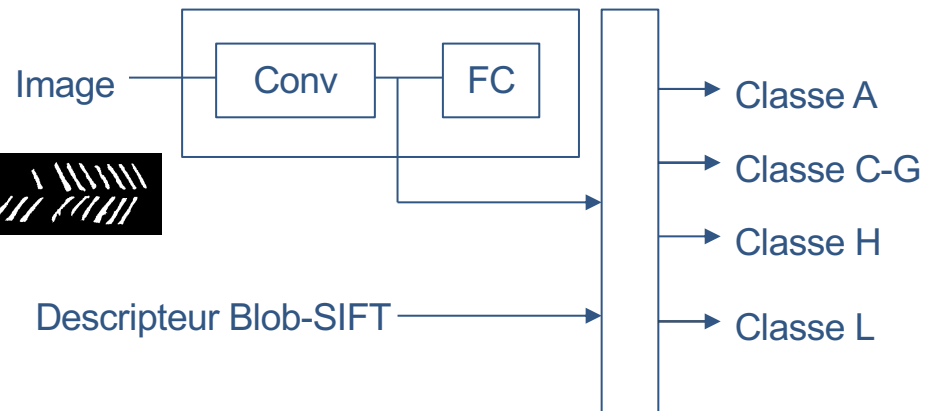 Image
Conv
FC
Classe A
Classe C-G
Classe H
Descripteur Blob-SIFT
Classe L